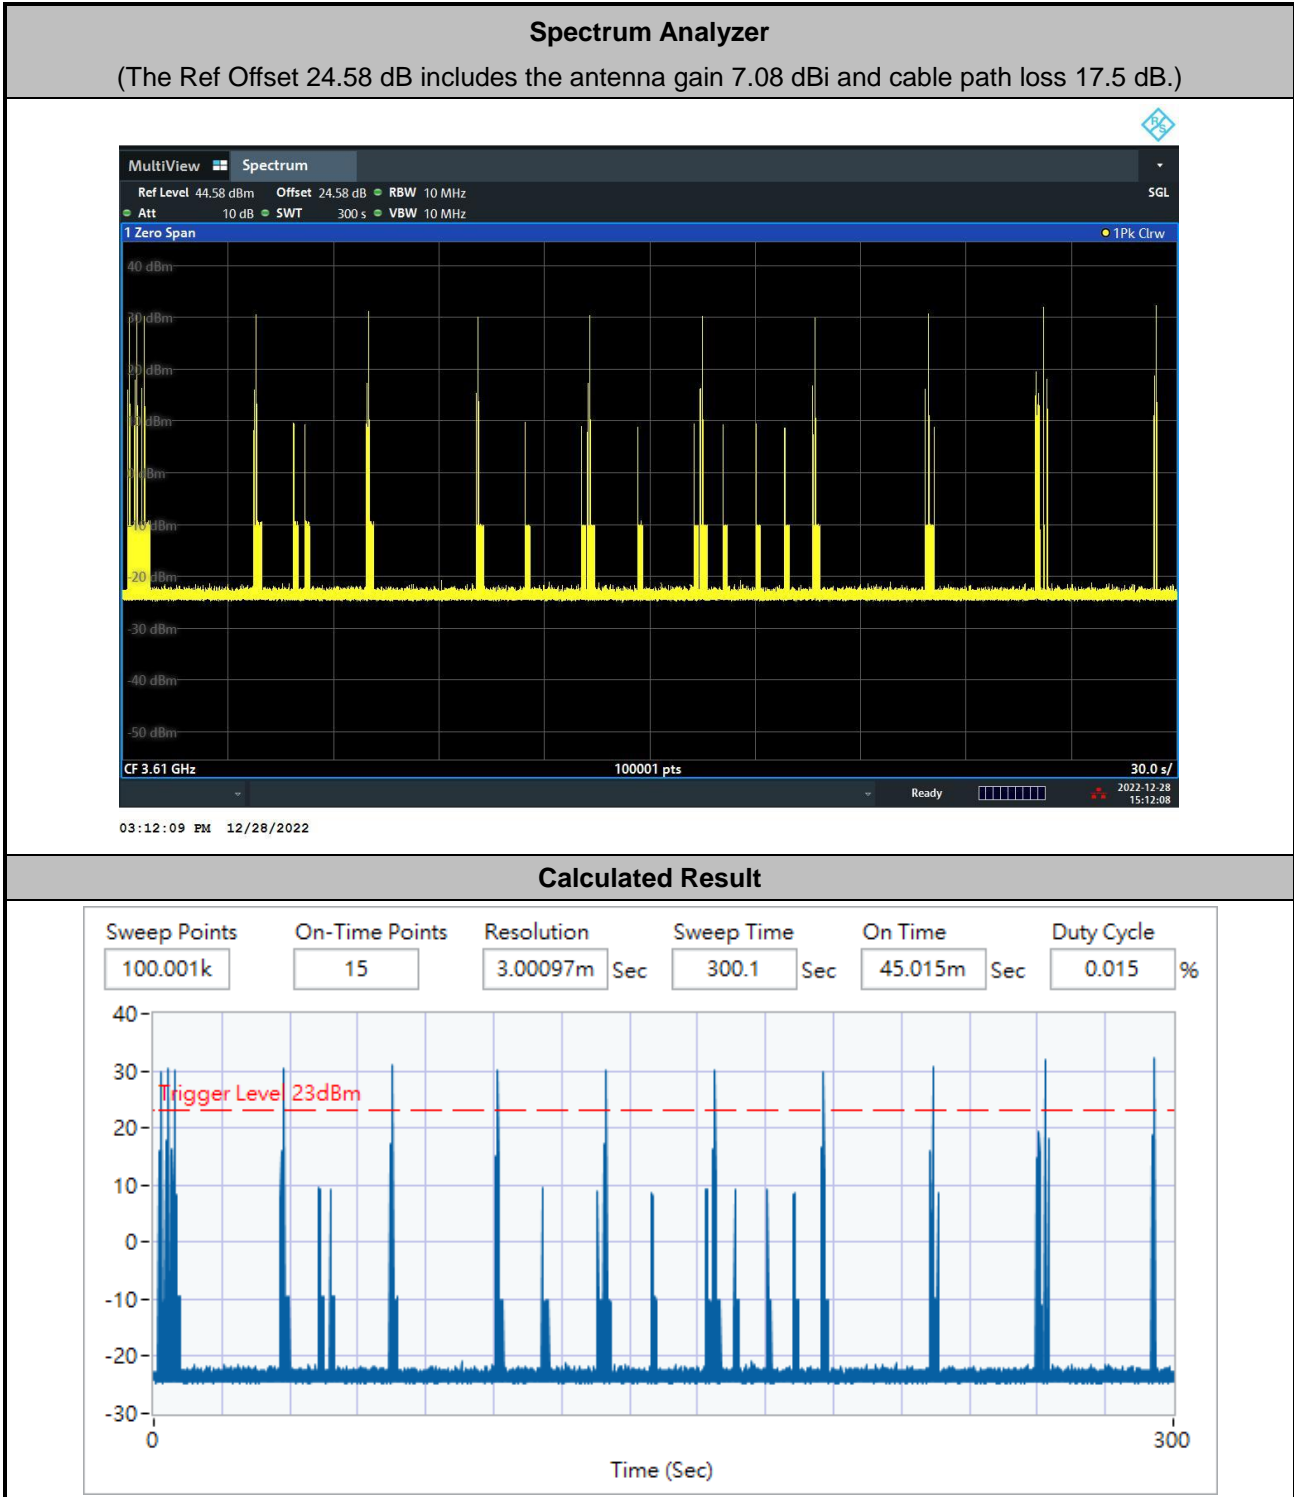 Spectrum Analyzer
(The Ref Offset 24.58 dB includes the antenna gain 7.08 dBi and cable path loss 17.5 dB.)
R&S
MultiView Spectrum
Ref Level 44.58 dBm Offset 24.58 dB RBW 10 MHz SGL
Att 10 dB SWT 300 s VBW 10 MHz
1 Zero Span 1Pk Clrw
40 dBm
30 dBm
20 dBm
10 dBm
0 dBm
-10 dBm
-20 dBm
-30 dBm
-40 dBm
-50 dBm
CF 3.61 GHz 100001 pts 30.0 s/
Ready 2022-12-28
15:12:08
03:12:09 PM 12/28/2022
Calculated Result
Sweep Points On-Time Points Resolution Sweep Time On Time Duty Cycle
100.001k 15 3.00097m Sec 300.1 Sec 45.015m Sec 0.015 %
40
30
Trigger Level 23dBm
20
10
0
-10
-20
-30
0 300
Time (Sec)